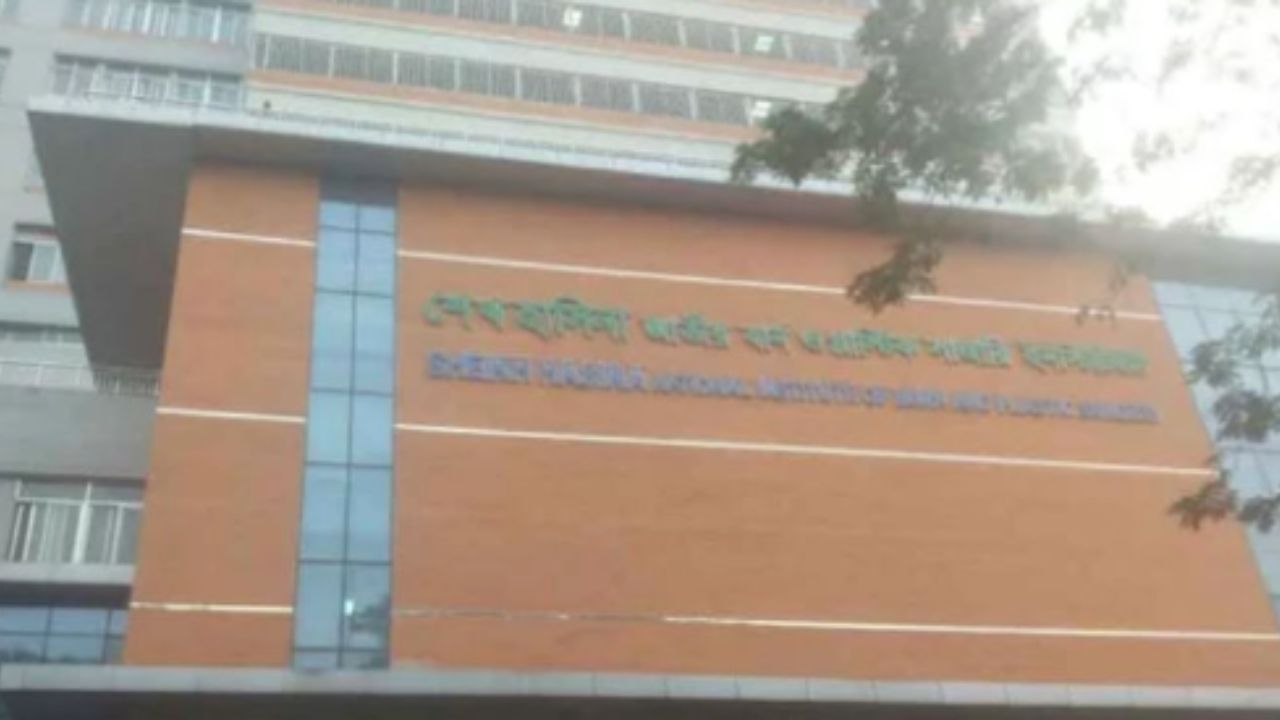 শেখ হাসিনা জাতীয় বার্ন ও প্লাস্টিক সার্জারি ইনস্টিটিউট
SHEIKH HASINA NATIONAL INSTITUTE OF BURN AND PLASTIC SURGERY